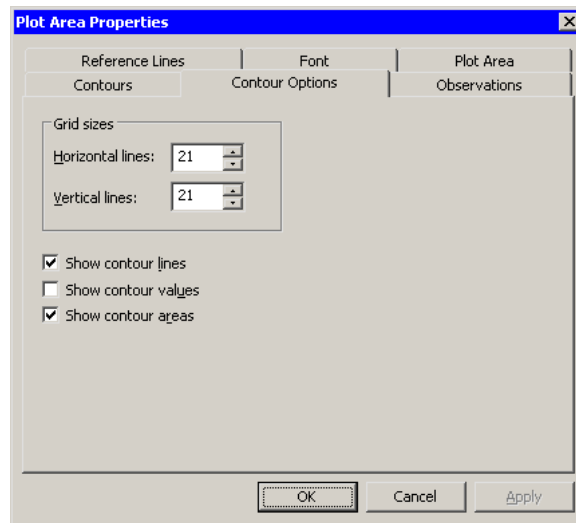 Plot Area Properties
Reference Lines Font Plot Area
Contours Contour Options Observations
Grid sizes
Horizontal lines: 21
Vertical lines: 21
Show contour lines
Show contour values
Show contour areas
OK Cancel Apply